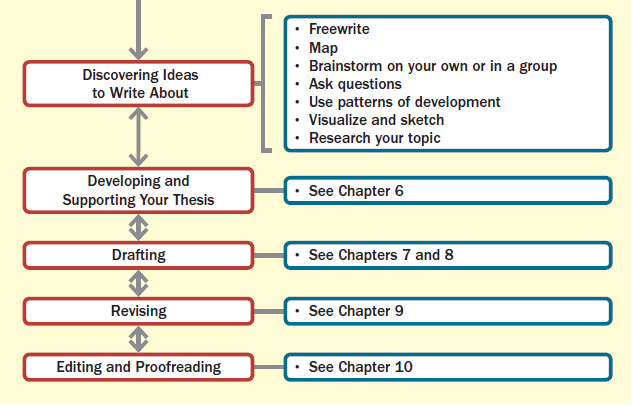 Discovering Ideas
to Write About
• Freewrite
• Map
• Brainstorm on your own or in a group
• Ask questions
• Use patterns of development
• Visualize and sketch
• Research your topic
Developing and
Supporting Your Thesis
• See Chapter 6
Drafting
• See Chapters 7 and 8
Revising
• See Chapter 9
Editing and Proofreading
• See Chapter 10